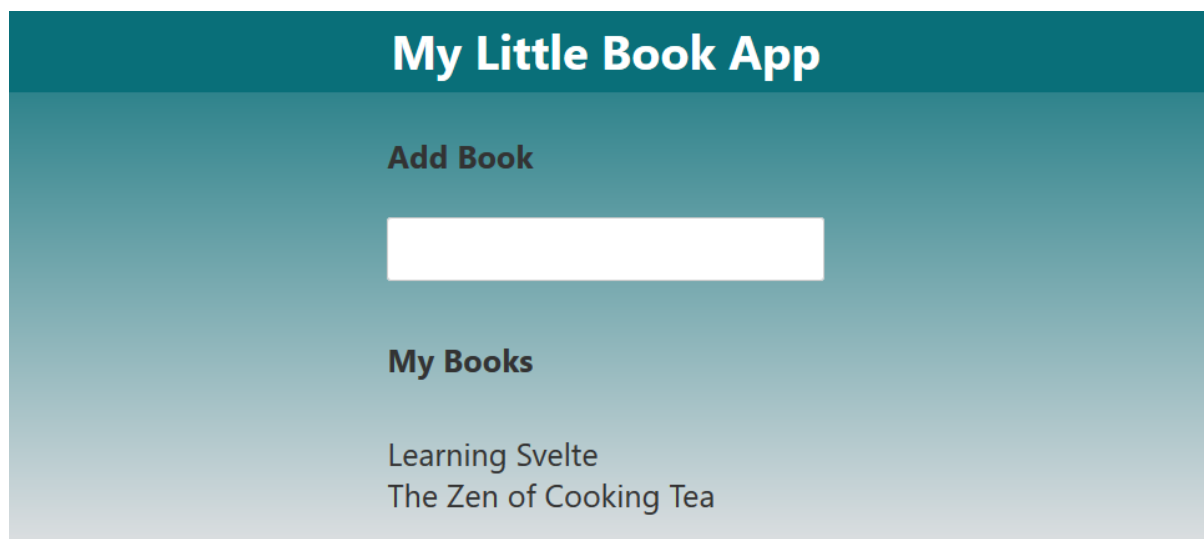 My Little Book App
Add Book
My Books
Learning Svelte
The Zen of Cooking Tea